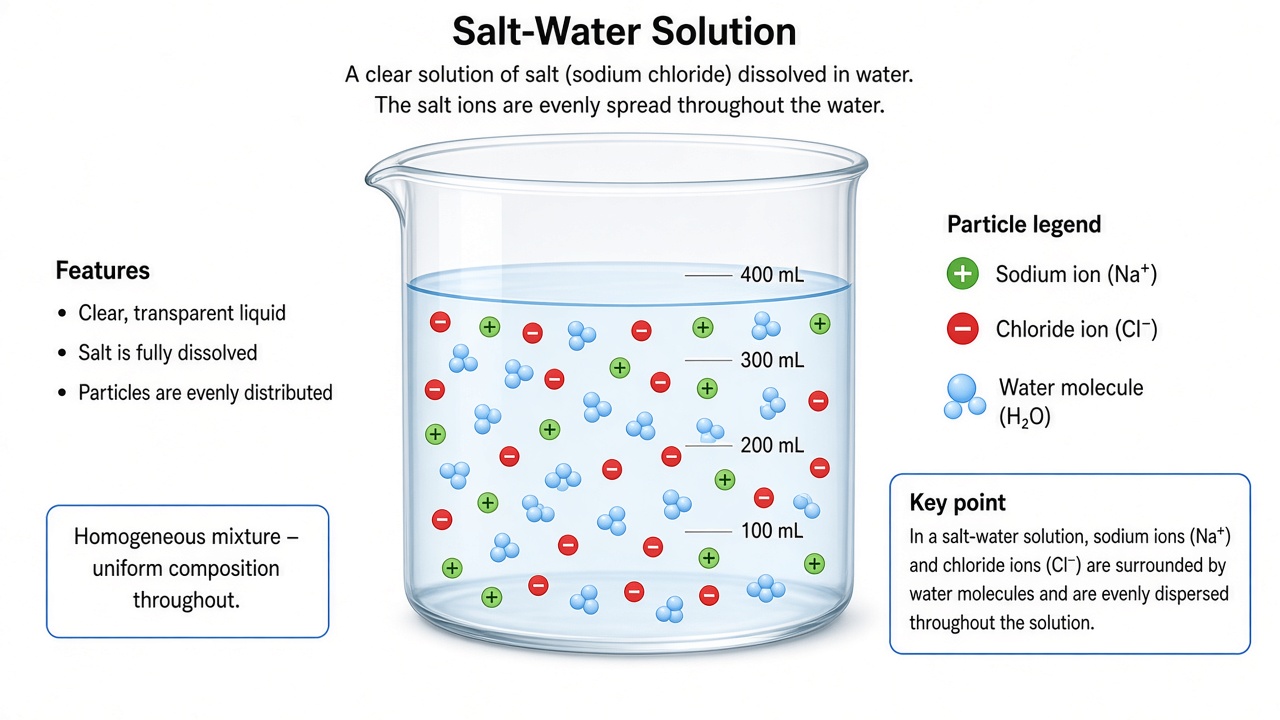 Salt-Water Solution
A clear solution of salt (sodium chloride) dissolved in water.
The salt ions are evenly spread throughout the water.
Features
• Clear, transparent liquid
• Salt is fully dissolved
• Particles are evenly distributed
Homogeneous mixture –
uniform composition
throughout.
400 mL
300 mL
200 mL
100 mL
Particle legend
+ Sodium ion (Na⁺)
− Chloride ion (Cl⁻)
Water molecule
(H₂O)
Key point
In a salt-water solution, sodium ions (Na⁺)
and chloride ions (Cl⁻) are surrounded by
water molecules and are evenly dispersed
throughout the solution.